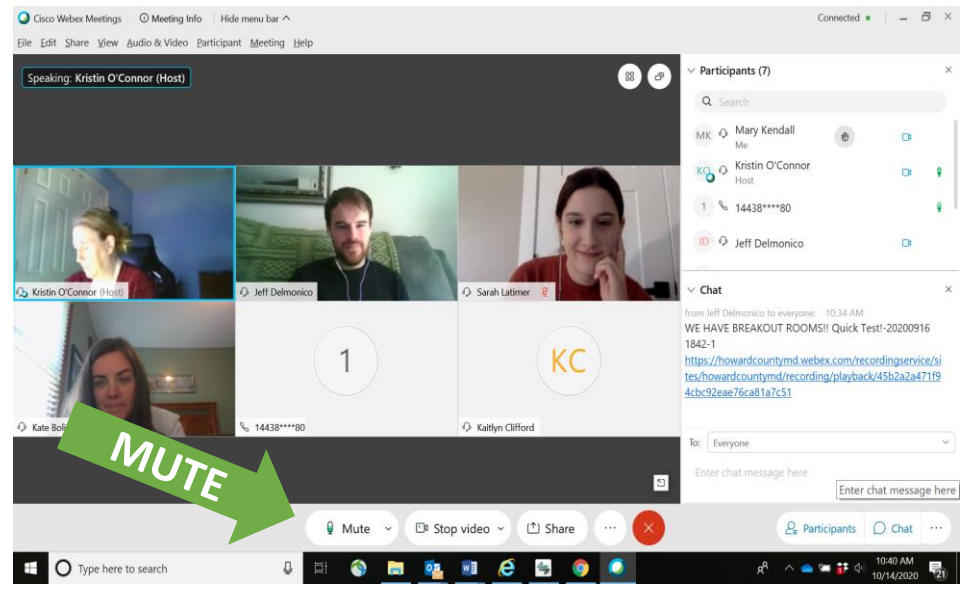 Cisco Webex Meetings Meeting Info Hide menu bar Connected
File Edit Share View Audio & Video Participant Meeting Help
Speaking: Kristin O'Connor (Host)
Kristin O'Connor (Host)
Jeff Delmonico
Sarah Latimer
1
KC
Kate
14438****80
Kaitlyn Clifford
MUTE
Participants (7)
Search
MK Mary Kendall
Me
KO Kristin O'Connor
Host
1 14438****80
JD Jeff Delmonico
Chat
from Jeff Delmonico to everyone: 10:34 AM
WE HAVE BREAKOUT ROOMS!! Quick Test!-20200916
1842-1
https://howardcountymd.webex.com/recordingservice/si
tes/howardcountymd/recording/playback/45b2a2a471f9
4cbc92eae76ca81a7c51
To: Everyone
Enter chat message here
Enter chat message here
Mute Stop video Share Participants Chat
Type here to search
10:40 AM
10/14/2020
21